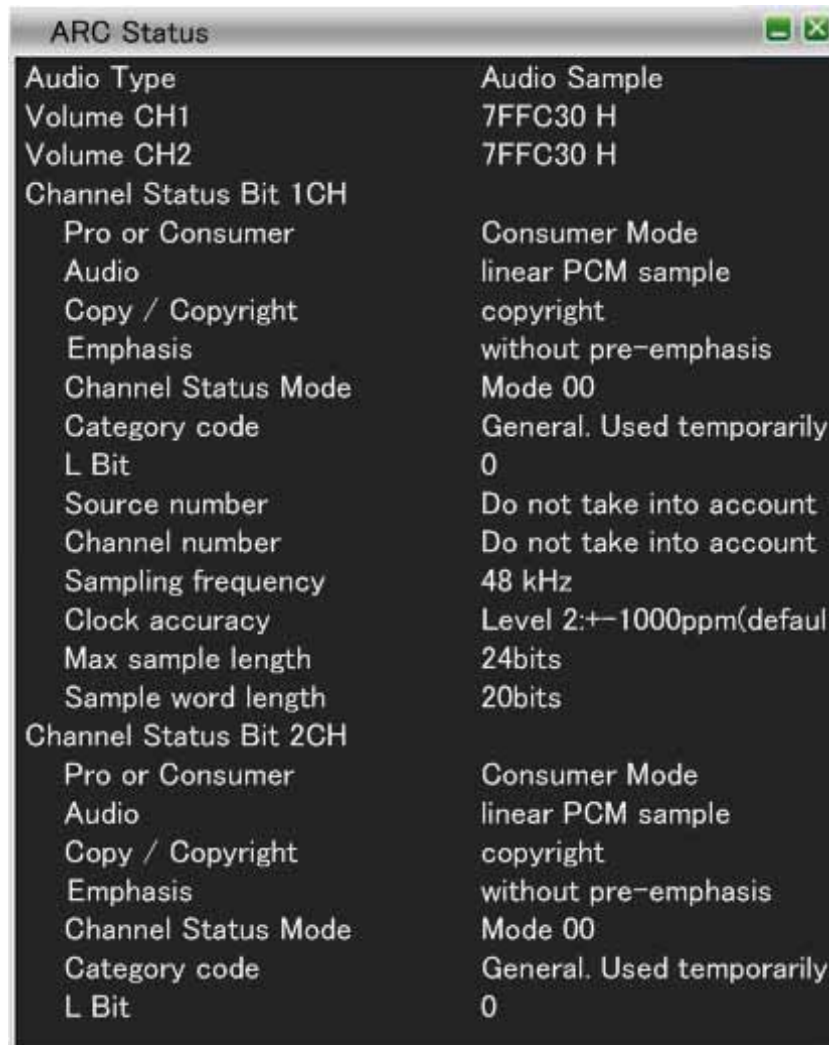 ARC Status
Audio Type Audio Sample
Volume CH1 7FFC30 H
Volume CH2 7FFC30 H
Channel Status Bit 1CH
Pro or Consumer Consumer Mode
Audio linear PCM sample
Copy / Copyright copyright
Emphasis without pre-emphasis
Channel Status Mode Mode 00
Category code General. Used temporarily
L Bit 0
Source number Do not take into account
Channel number Do not take into account
Sampling frequency 48 kHz
Clock accuracy Level 2:+-1000ppm(defaul
Max sample length 24bits
Sample word length 20bits
Channel Status Bit 2CH
Pro or Consumer Consumer Mode
Audio linear PCM sample
Copy / Copyright copyright
Emphasis without pre-emphasis
Channel Status Mode Mode 00
Category code General. Used temporarily
L Bit 0